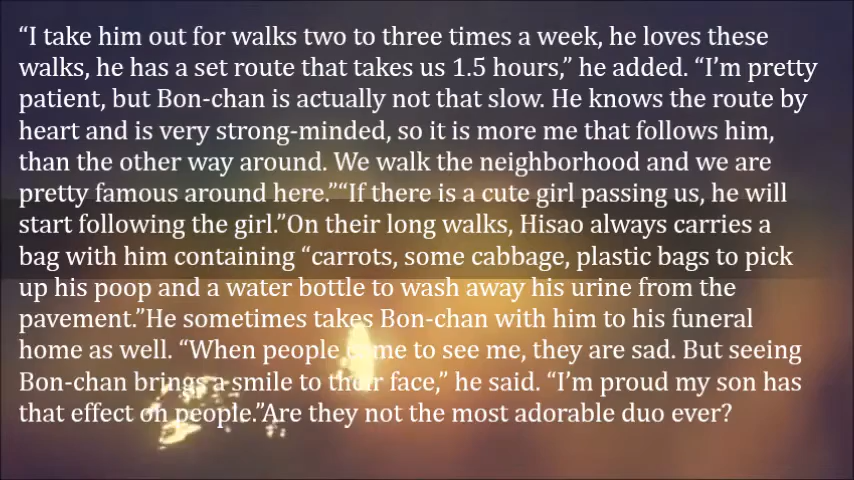 “I take him out for walks two to three times a week, he loves these
walks, he has a set route that takes us 1.5 hours,” he added. “I’m pretty
patient, but Bon-chan is actually not that slow. He knows the route by
heart and is very strong-minded, so it is more me that follows him,
than the other way around. We walk the neighborhood and we are
pretty famous around here.”“If there is a cute girl passing us, he will
start following the girl.”On their long walks, Hisao always carries a
bag with him containing “carrots, some cabbage, plastic bags to pick
up his poop and a water bottle to wash away his urine from the
pavement.”He sometimes takes Bon-chan with him to his funeral
home as well. “When people come to see me, they are sad. But seeing
Bon-chan brings a smile to their face,” he said. “I’m proud my son has
that effect on people.”Are they not the most adorable duo ever?